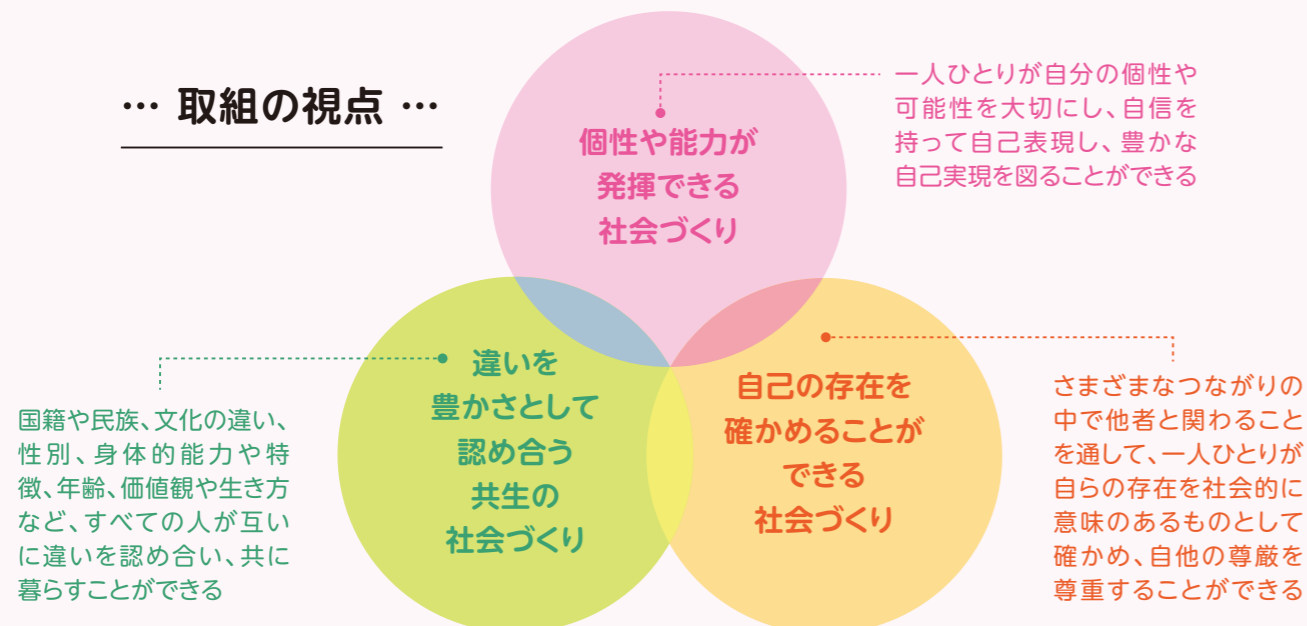 … 取組の視点 …
個性や能力が
発揮できる
社会づくり
一人ひとりが自分の個性や
可能性を大切にし、自信を
持って自己表現し、豊かな
自己実現を図ることができる
違いを
豊かさとして
認め合う
共生の
社会づくり
国籍や民族、文化の違い、
性別、身体的能力や特
徴、年齢、価値観や生き方
など、すべての人が互い
に違いを認め合い、共に
暮らすことができる
自己の存在を
確かめることが
できる
社会づくり
さまざまなつながりの
中で他者と関わること
を通して、一人ひとりが
自らの存在を社会的に
意味のあるものとして
確かめ、自他の尊厳を
尊重することができる